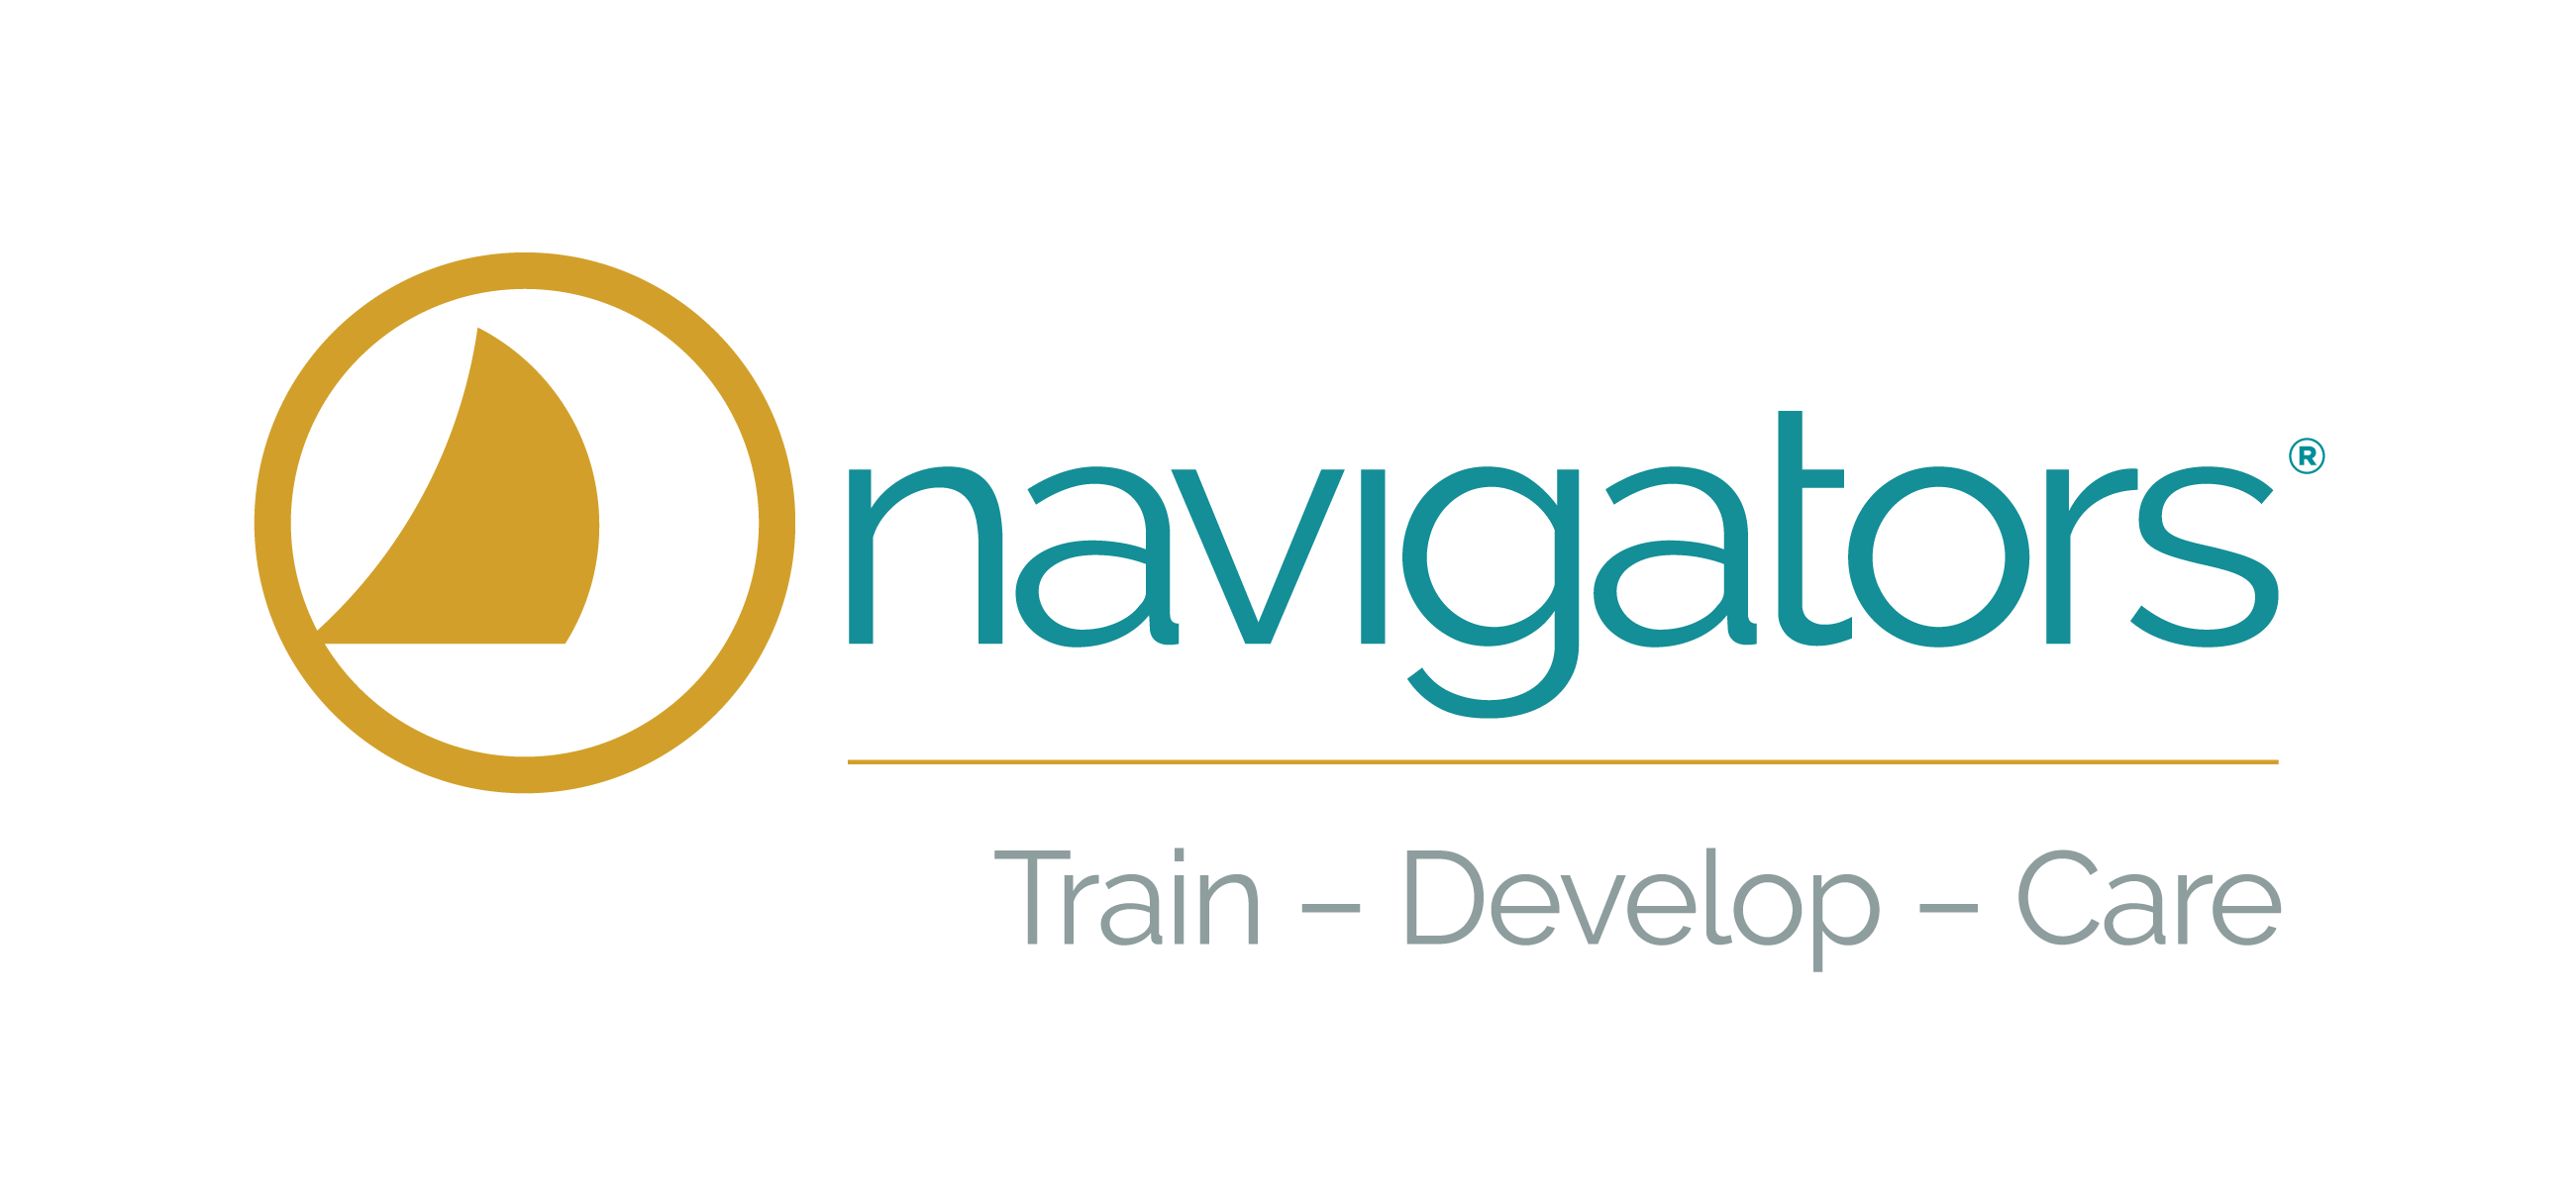 navigators®
Train – Develop – Care